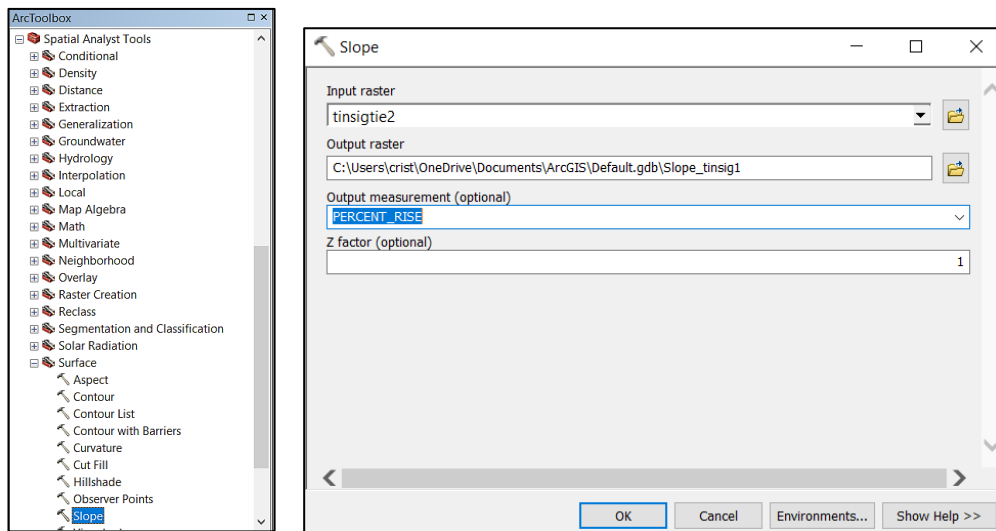 ArcToolbox
Spatial Analyst Tools
Conditional
Density
Distance
Extraction
Generalization
Groundwater
Hydrology
Interpolation
Local
Map Algebra
Math
Multivariate
Neighborhood
Overlay
Raster Creation
Reclass
Segmentation and Classification
Solar Radiation
Surface
Aspect
Contour
Contour List
Contour with Barriers
Curvature
Cut Fill
Hillshade
Observer Points
Slope
Slope
Input raster
tinsigtie2
Output raster
C:\Users\crist\OneDrive\Documents\ArcGIS\Default.gdb\Slope_tinsig1
Output measurement (optional)
PERCENT_RISE
Z factor (optional)
1
OK Cancel Environments... Show Help >>